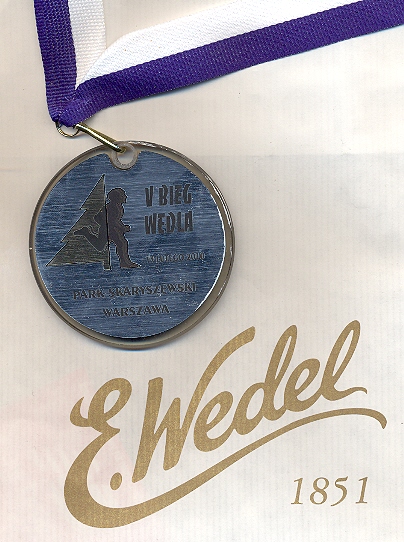 V BIEG
WEDLA
PARK SKARYSZEWSKI
WARSZAWA
E. Wedel
1851